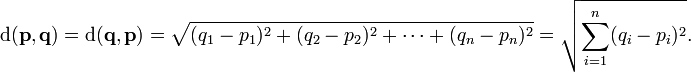 d(𝐩, 𝐪) = d(𝐪, 𝐩) = √((q₁ − p₁)² + (q₂ − p₂)² + ⋯ + (qₙ − pₙ)²) = √(∑ᵢ₌₁ⁿ (qᵢ − pᵢ)²).